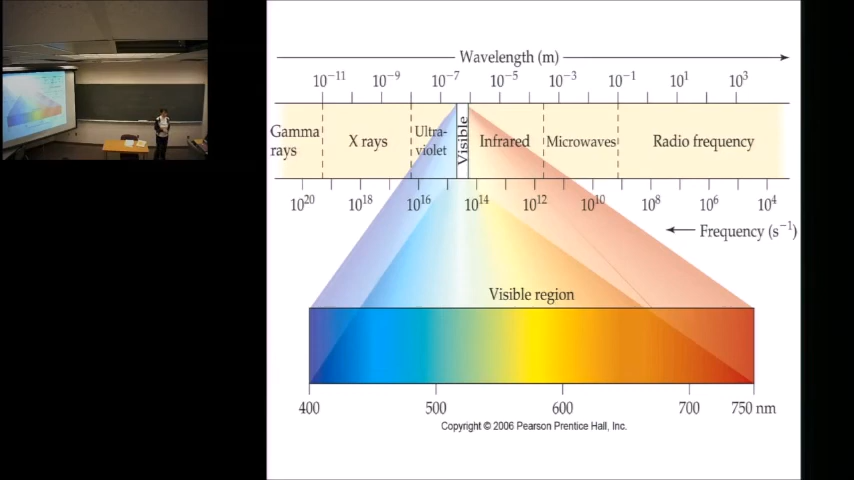 Wavelength (m)
10⁻¹¹ 10⁻⁹ 10⁻⁷ 10⁻⁵ 10⁻³ 10⁻¹ 10¹ 10³
Gamma rays
X rays
Ultra-
violet
Visible
Infrared
Microwaves
Radio frequency
10²⁰ 10¹⁸ 10¹⁶ 10¹⁴ 10¹² 10¹⁰ 10⁸ 10⁶ 10⁴
Frequency (s⁻¹)
Visible region
400 500 600 700 750 nm
Copyright © 2006 Pearson Prentice Hall, Inc.